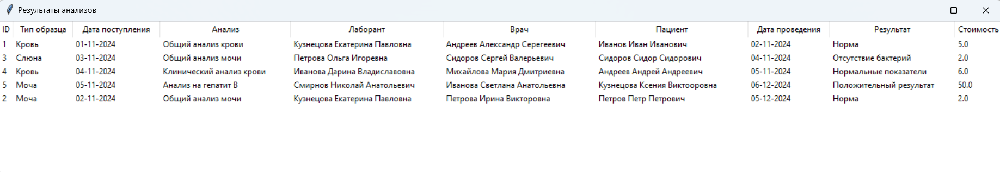 Результаты анализов
ID Тип образца Дата поступления Анализ Лаборант Врач Пациент Дата проведения Результат Стоимость
1 Кровь 01-11-2024 Общий анализ крови Кузнецова Екатерина Павловна Андреев Александр Серегеевич Иванов Иван Иванович 02-11-2024 Норма 5.0
3 Слюна 03-11-2024 Общий анализ мочи Петрова Ольга Игоревна Сидоров Сергей Валерьевич Сидоров Сидор Сидорович 04-11-2024 Отсутствие бактерий 2.0
4 Кровь 04-11-2024 Клинический анализ крови Иванова Дарина Владиславовна Михайлова Мария Дмитриевна Андреев Андрей Андреевич 05-11-2024 Нормальные показатели 6.0
5 Моча 05-11-2024 Анализ на гепатит B Смирнов Николай Анатольевич Иванова Светлана Анатольевна Кузнецова Ксения Виктооровна 06-12-2024 Положительный результат 50.0
2 Моча 02-11-2024 Общий анализ мочи Кузнецова Екатерина Павловна Петрова Ирина Викторовна Петров Петр Петрович 05-12-2024 Норма 2.0